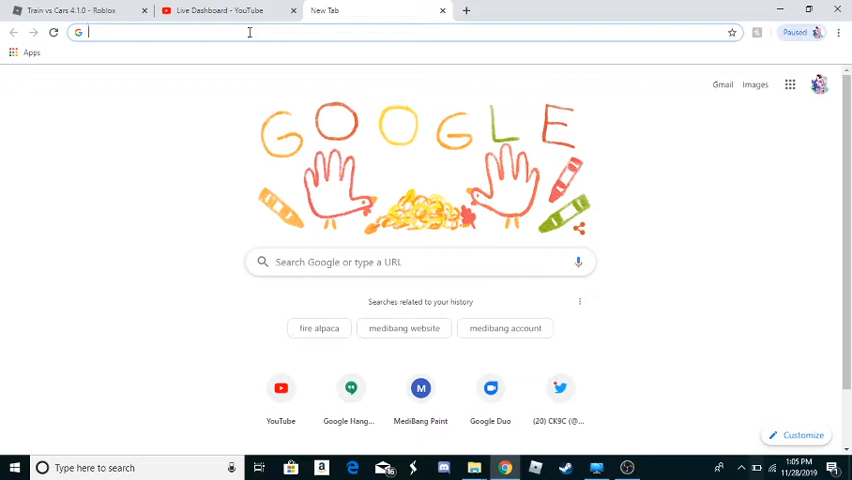 Train vs Cars 4.1.0 - Roblox
Live Dashboard - YouTube
New Tab
Paused
Apps
Gmail
Images
GOOGLE
Search Google or type a URL
Searches related to your history
fire alpaca
medibang website
medibang account
M
YouTube
Google Hang...
MediBang Paint
Google Duo
(20) CK9C (@...
Customize
Type here to search
a
16
1:05 PM
11/28/2019